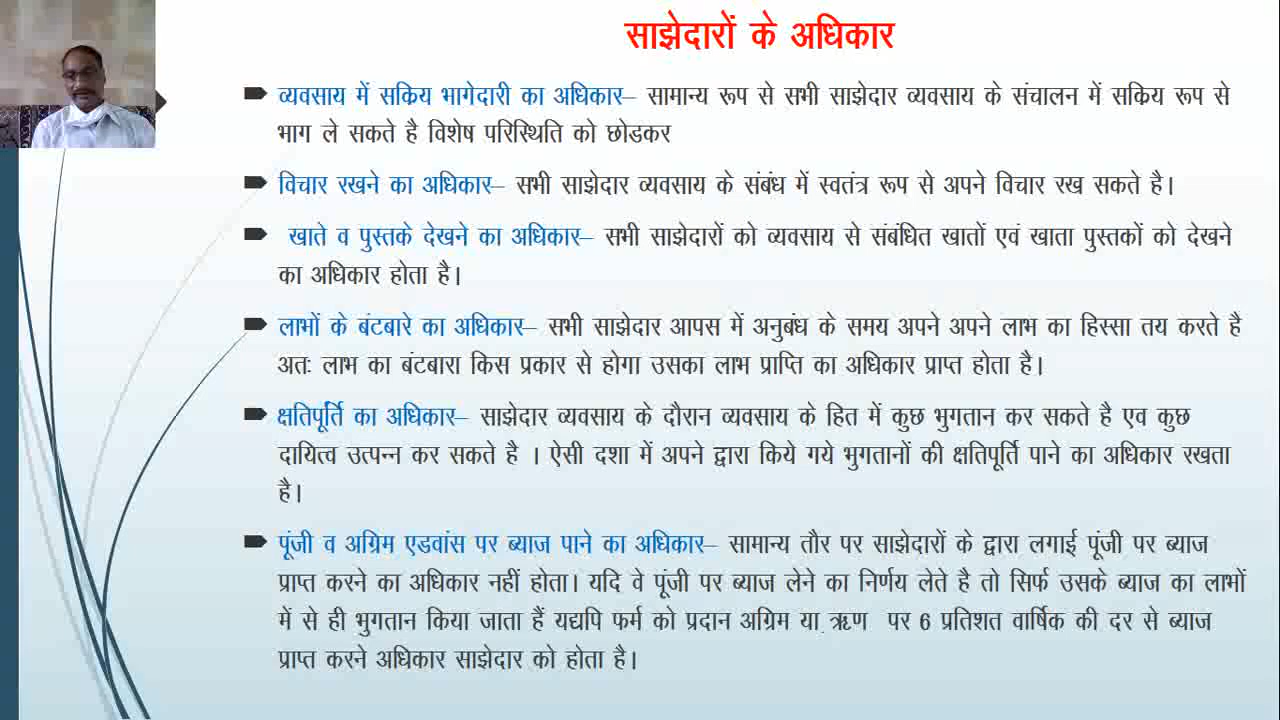 साझेदारों के अधिकार
व्यवसाय में सकिय भागेदारी का अधिकार– सामान्य रूप से सभी साझेदार व्यवसाय के संचालन में सकिय रूप से
भाग ले सकते है विशेष परिस्थिति को छोडकर
विचार रखने का अधिकार– सभी साझेदार व्यवसाय के संबंध में स्वतंत्र रूप से अपने विचार रख सकते है।
खाते व पुस्तके देखने का अधिकार– सभी साझेदारों को व्यवसाय से संबंधित खातों एवं खाता पुस्तकों को देखने
का अधिकार होता है।
लाभों के बंटबारे का अधिकार– सभी साझेदार आपस में अनुबंध के समय अपने अपने लाभ का हिस्सा तय करते है
अतः लाभ का बंटबारा किस प्रकार से होगा उसका लाभ प्राप्ति का अधिकार प्राप्त होता है।
क्षतिपूर्ति का अधिकार– साझेदार व्यवसाय के दौरान व्यवसाय के हित में कुछ भुगतान कर सकते है एव कुछ
दायित्व उत्पन्न कर सकते है । ऐसी दशा में अपने द्वारा किये गये भुगतानों की क्षतिपूर्ति पाने का अधिकार रखता
है।
पूंजी व अग्रिम एडवांस पर ब्याज पाने का अधिकार– सामान्य तौर पर साझेदारों के द्वारा लगाई पूंजी पर ब्याज
प्राप्त करने का अधिकार नहीं होता। यदि वे पूंजी पर ब्याज लेने का निर्णय लेते है तो सिर्फ उसके ब्याज का लाभों
में से ही भुगतान किया जाता हैं यद्यपि फर्म को प्रदान अग्रिम या ऋण पर 6 प्रतिशत वार्षिक की दर से ब्याज
प्राप्त करने अधिकार साझेदार को होता है।